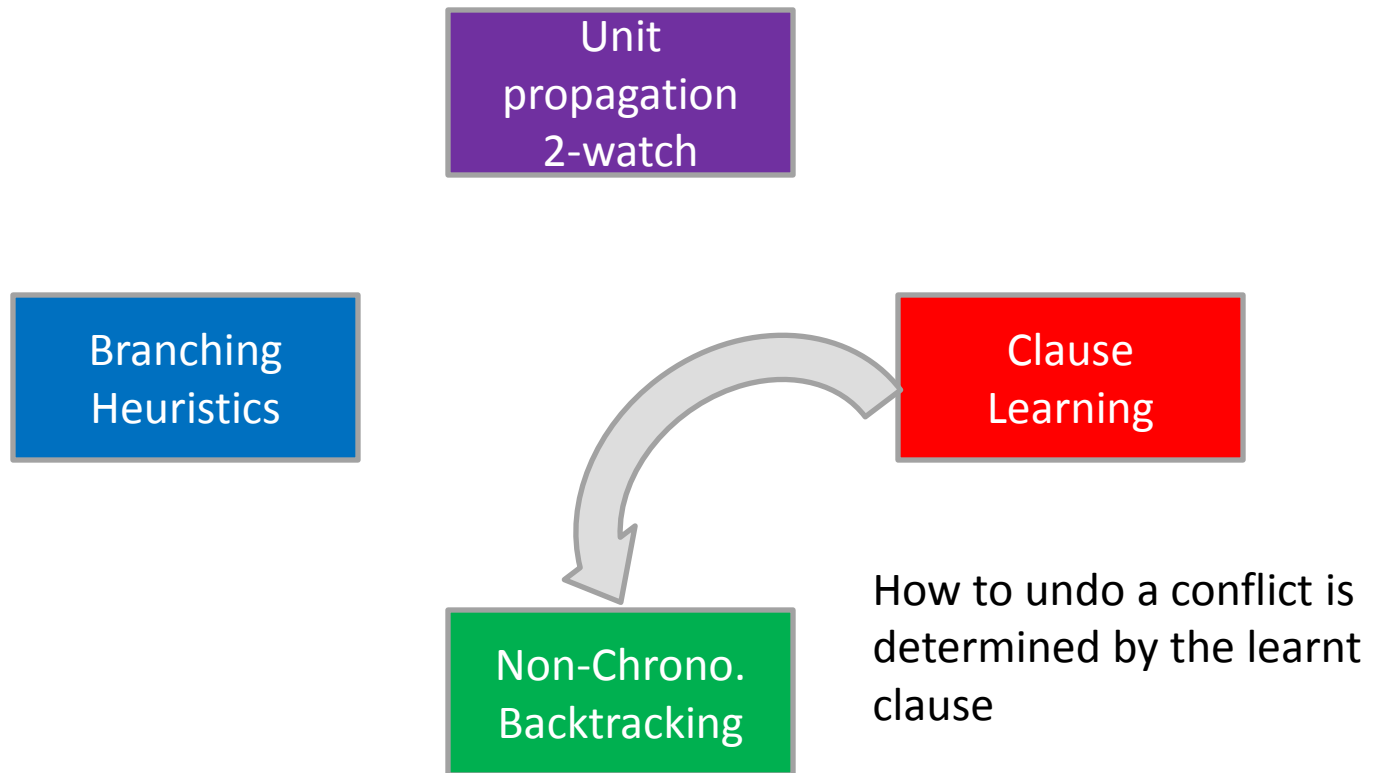 Unit
propagation
2-watch
Branching
Heuristics
Clause
Learning
Non-Chrono.
Backtracking
How to undo a conflict is
determined by the learnt
clause